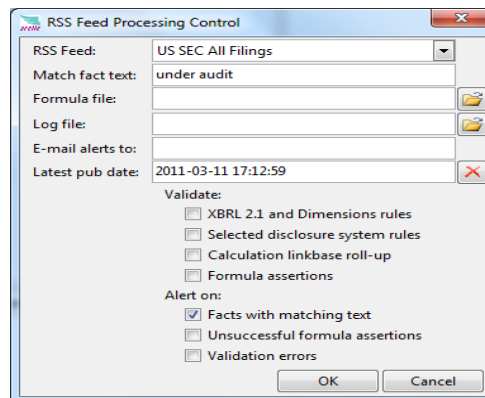 arelle RSS Feed Processing Control
RSS Feed: US SEC All Filings
Match fact text: under audit
Formula file:
Log file:
E-mail alerts to:
Latest pub date: 2011-03-11 17:12:59
Validate:
XBRL 2.1 and Dimensions rules
Selected disclosure system rules
Calculation linkbase roll-up
Formula assertions
Alert on:
Facts with matching text
Unsuccessful formula assertions
Validation errors
OK Cancel